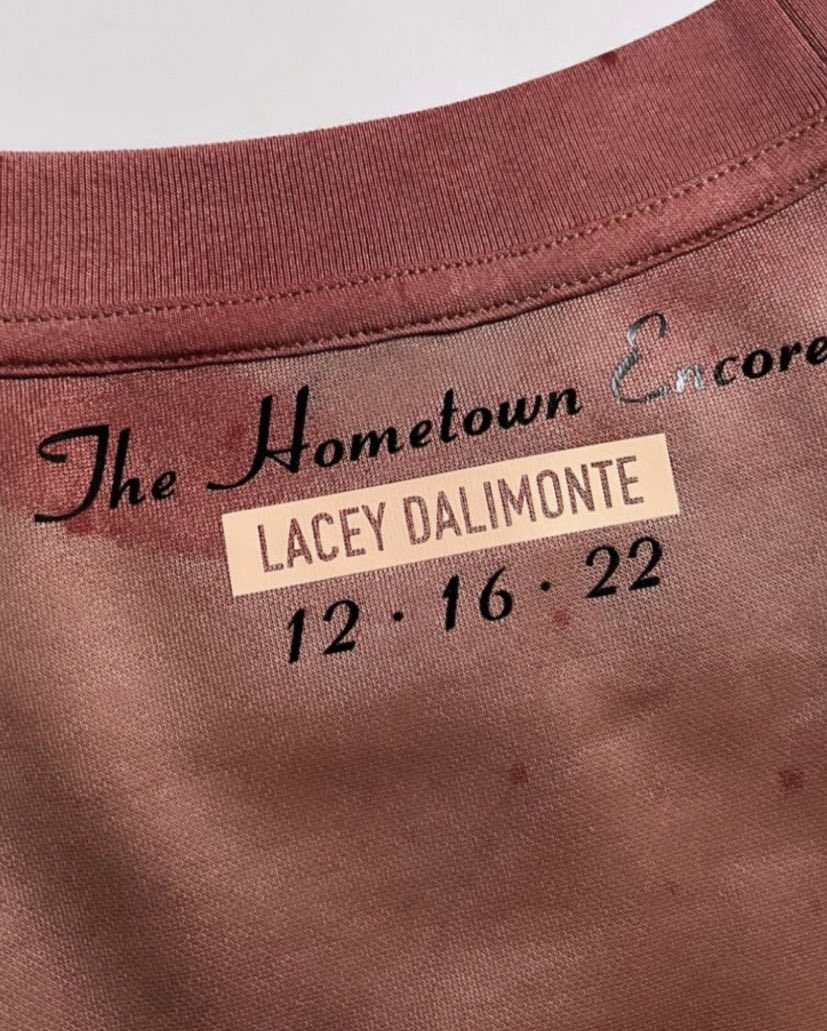 The Hometown Encore
LACEY DALIMONTE
12 · 16 · 22